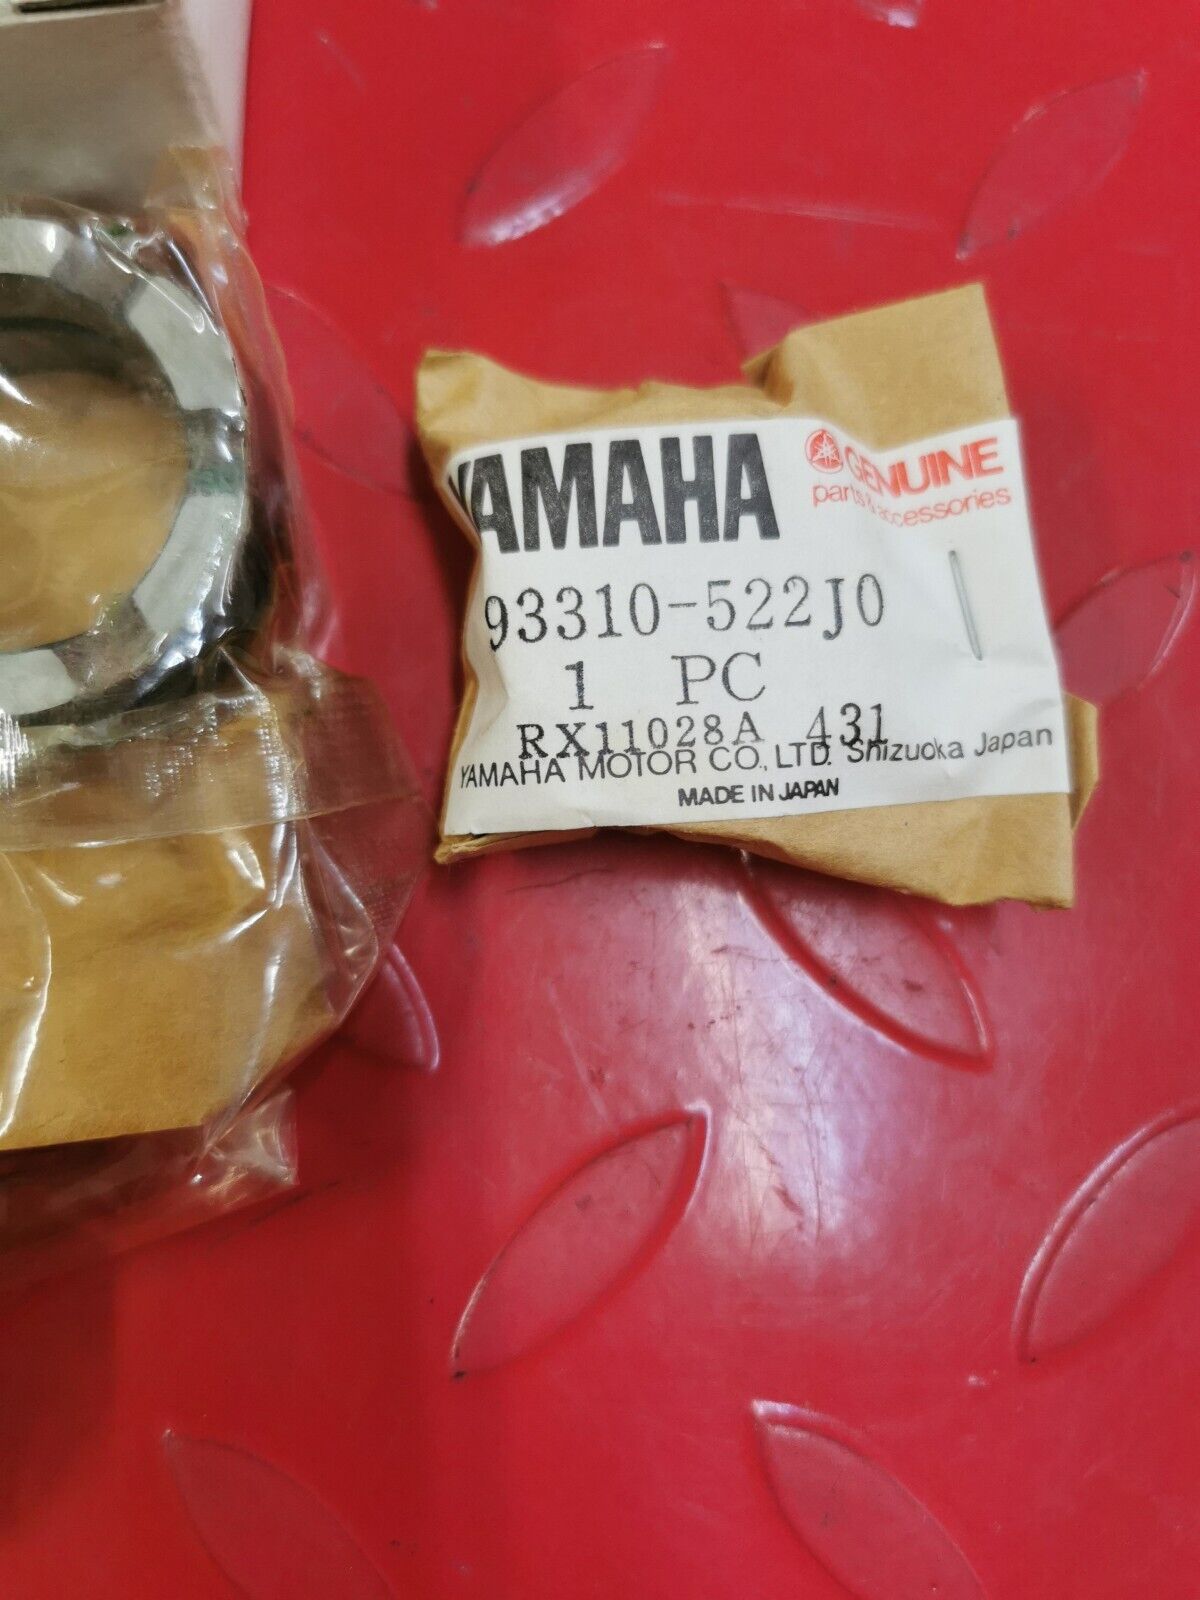 YAMAHA
GENUINE
parts & accessories
93310-522J0
1 PC
RX11028A 431
YAMAHA MOTOR CO., LTD. Shizuoka Japan
MADE IN JAPAN